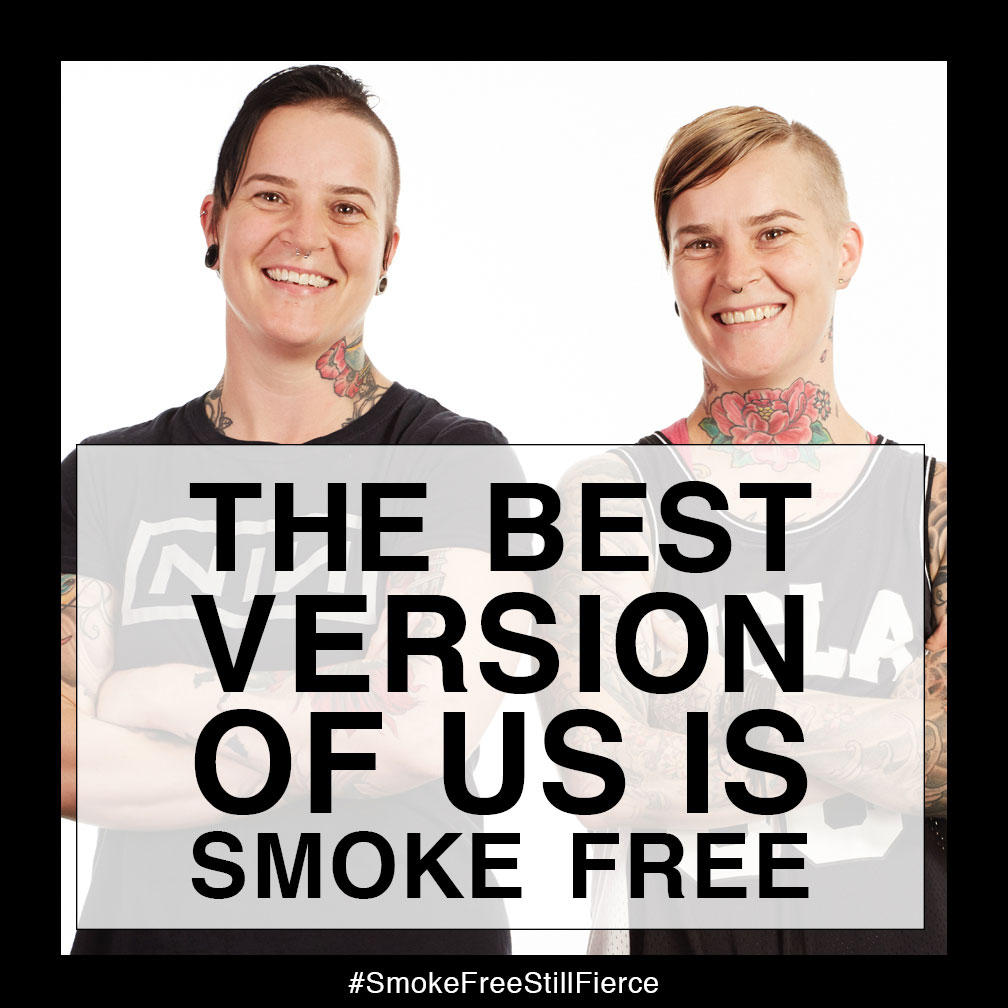 THE BEST
VERSION
OF US IS
SMOKE FREE
#SmokeFreeStillFierce